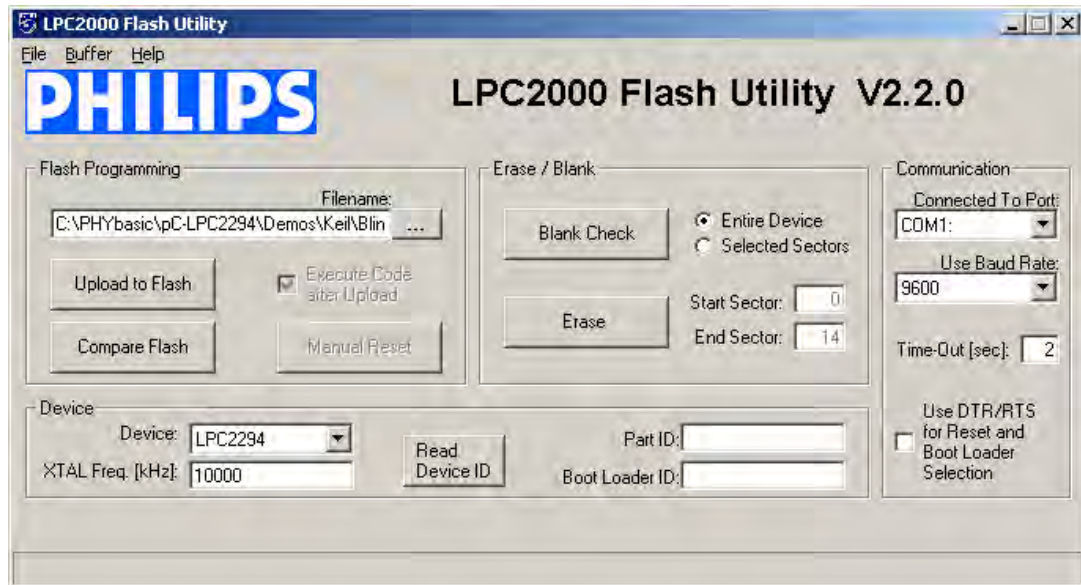 LPC2000 Flash Utility
File Buffer Help
PHILIPS
LPC2000 Flash Utility V2.2.0
Flash Programming
Filename:
C:\PHYbasic\pC-LPC2294\Demos\Keil\Blin
...
Upload to Flash
Execute Code
after Upload
Compare Flash
Manual Reset
Erase / Blank
Blank Check
Entire Device
Selected Sectors
Erase
Start Sector: 0
End Sector: 14
Communication
Connected To Port:
COM1:
Use Baud Rate:
9600
Time-Out [sec]: 2
Use DTR/RTS
for Reset and
Boot Loader
Selection
Device
Device: LPC2294
XTAL Freq. [kHz]: 10000
Read
Device ID
Part ID:
Boot Loader ID: